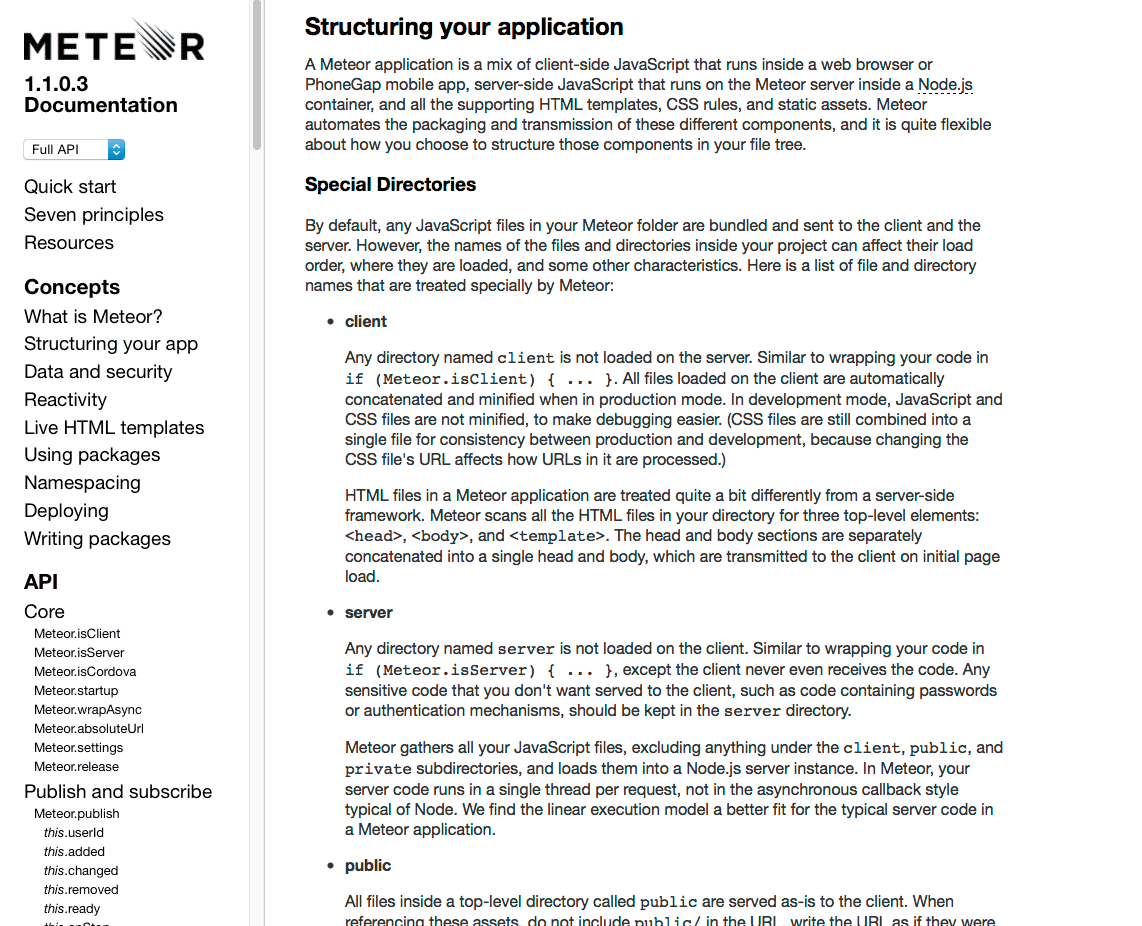 METEOR
1.1.0.3
Documentation
Full API
Quick start
Seven principles
Resources
Concepts
What is Meteor?
Structuring your app
Data and security
Reactivity
Live HTML templates
Using packages
Namespacing
Deploying
Writing packages
API
Core
Meteor.isClient
Meteor.isServer
Meteor.isCordova
Meteor.startup
Meteor.wrapAsync
Meteor.absoluteUrl
Meteor.settings
Meteor.release
Publish and subscribe
Meteor.publish
this.userId
this.added
this.changed
this.removed
this.ready
this.onStop
Structuring your application
A Meteor application is a mix of client-side JavaScript that runs inside a web browser or
PhoneGap mobile app, server-side JavaScript that runs on the Meteor server inside a Node.js
container, and all the supporting HTML templates, CSS rules, and static assets. Meteor
automates the packaging and transmission of these different components, and it is quite flexible
about how you choose to structure those components in your file tree.
Special Directories
By default, any JavaScript files in your Meteor folder are bundled and sent to the client and the
server. However, the names of the files and directories inside your project can affect their load
order, where they are loaded, and some other characteristics. Here is a list of file and directory
names that are treated specially by Meteor:
• client
Any directory named client is not loaded on the server. Similar to wrapping your code in
if (Meteor.isClient) { ... }. All files loaded on the client are automatically
concatenated and minified when in production mode. In development mode, JavaScript and
CSS files are not minified, to make debugging easier. (CSS files are still combined into a
single file for consistency between production and development, because changing the
CSS file's URL affects how URLs in it are processed.)
HTML files in a Meteor application are treated quite a bit differently from a server-side
framework. Meteor scans all the HTML files in your directory for three top-level elements:
<head>, <body>, and <template>. The head and body sections are separately
concatenated into a single head and body, which are transmitted to the client on initial page
load.
• server
Any directory named server is not loaded on the client. Similar to wrapping your code in
if (Meteor.isServer) { ... }, except the client never even receives the code. Any
sensitive code that you don't want served to the client, such as code containing passwords
or authentication mechanisms, should be kept in the server directory.
Meteor gathers all your JavaScript files, excluding anything under the client, public, and
private subdirectories, and loads them into a Node.js server instance. In Meteor, your
server code runs in a single thread per request, not in the asynchronous callback style
typical of Node. We find the linear execution model a better fit for the typical server code in
a Meteor application.
• public
All files inside a top-level directory called public are served as-is to the client. When
referencing these assets, do not include public/ in the URL, write the URL as if they were